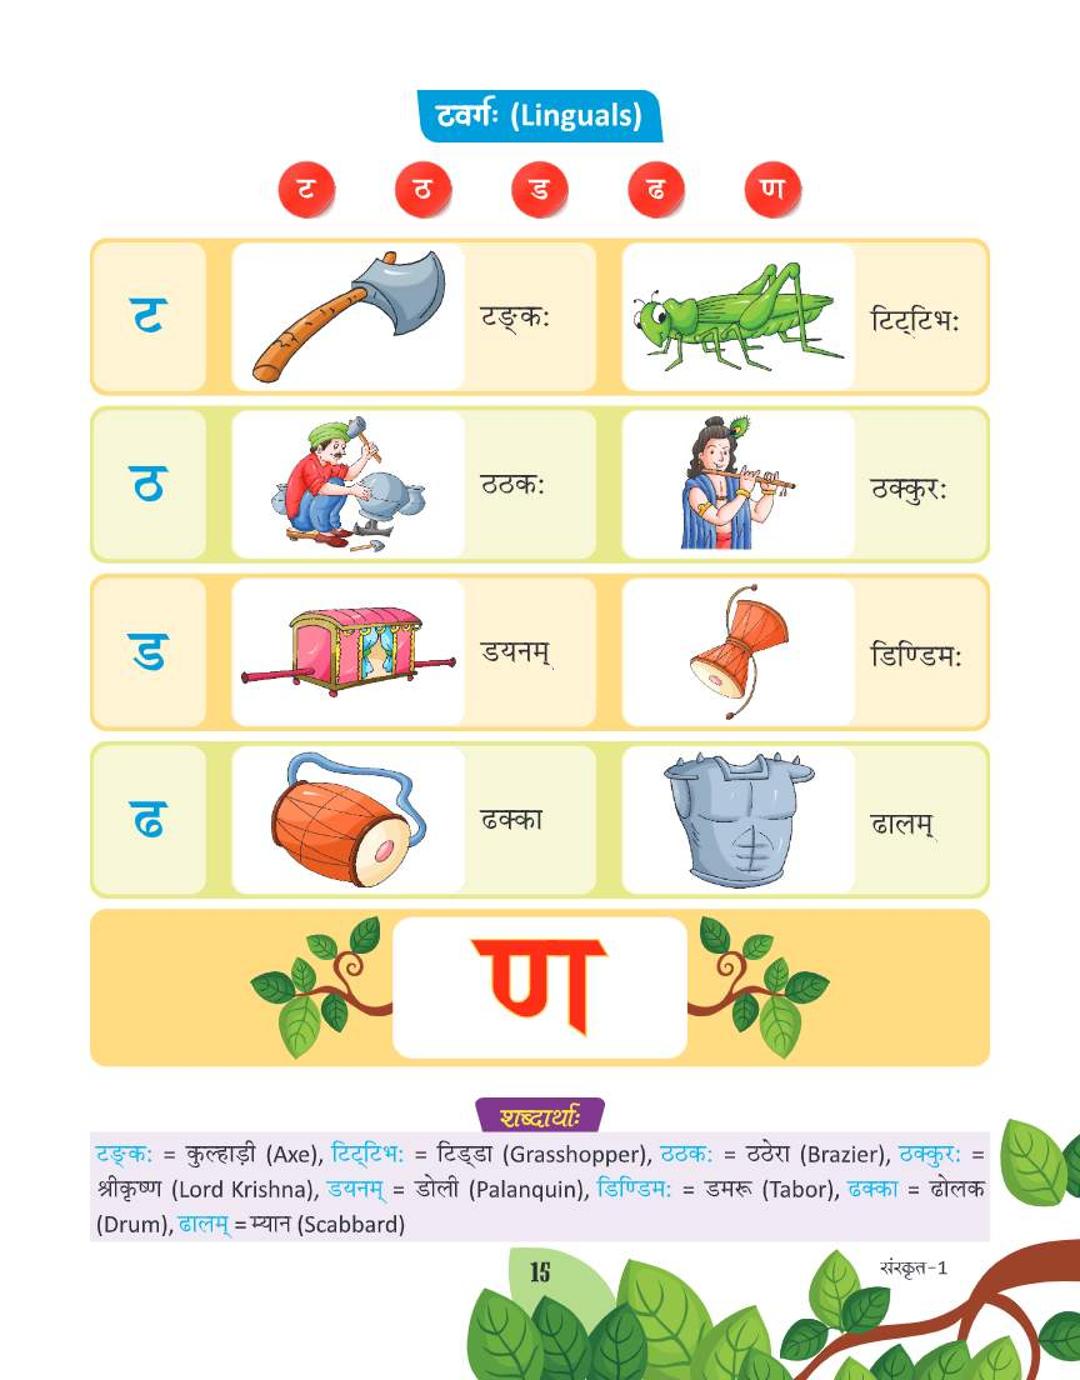 टवर्गः (Linguals)
ट ठ ड ढ ण
ट टङ्कः टिट्टिभः
ठ ठठकः ठक्कुरः
ड डयनम् डिण्डिमः
ढ ढक्का ढालम्
ण
शब्दार्थाः
टङ्कः = कुल्हाड़ी (Axe), टिट्टिभः = टिड्डा (Grasshopper), ठठकः = ठठेरा (Brazier), ठक्कुरः =
श्रीकृष्ण (Lord Krishna), डयनम् = डोली (Palanquin), डिण्डिमः = डमरू (Tabor), ढक्का = ढोलक
(Drum), ढालम् = म्यान (Scabbard)
15 संस्कृत-1